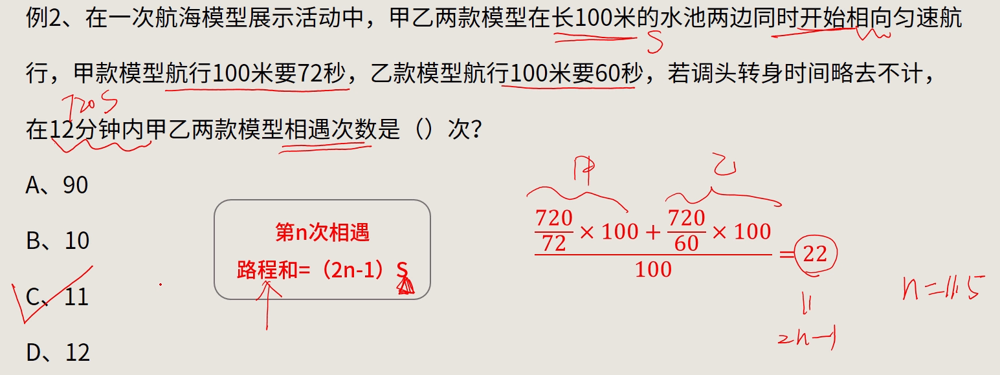 例2、在一次航海模型展示活动中，甲乙两款模型在长100米的水池两边同时开始相向匀速航
S
行，甲款模型航行100米要72秒，乙款模型航行100米要60秒，若调头转身时间略去不计，
720S
在12分钟内甲乙两款模型相遇次数是（）次？
A、90
B、10
C、11
D、12
第n次相遇
路程和=（2n-1）S
甲 乙
720/72 × 100 + 720/60 × 100
100
= 22
=
2n-1
n=11.5